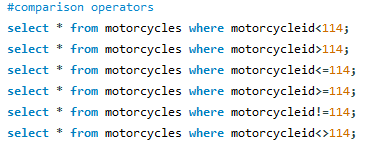 #comparison operators
select * from motorcycles where motorcycleid<114;
select * from motorcycles where motorcycleid>114;
select * from motorcycles where motorcycleid<=114;
select * from motorcycles where motorcycleid>=114;
select * from motorcycles where motorcycleid!=114;
select * from motorcycles where motorcycleid<>114;